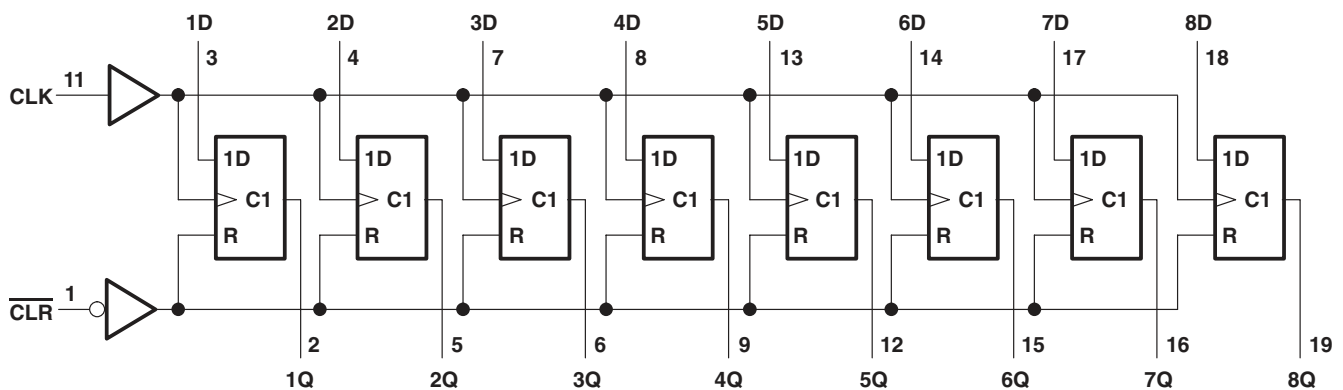 1D 2D 3D 4D 5D 6D 7D 8D
3 4 7 8 13 14 17 18
CLK 11
1D 1D 1D 1D 1D 1D 1D 1D
C1 C1 C1 C1 C1 C1 C1 C1
R R R R R R R R
CLR 1
2 5 6 9 12 15 16 19
1Q 2Q 3Q 4Q 5Q 6Q 7Q 8Q